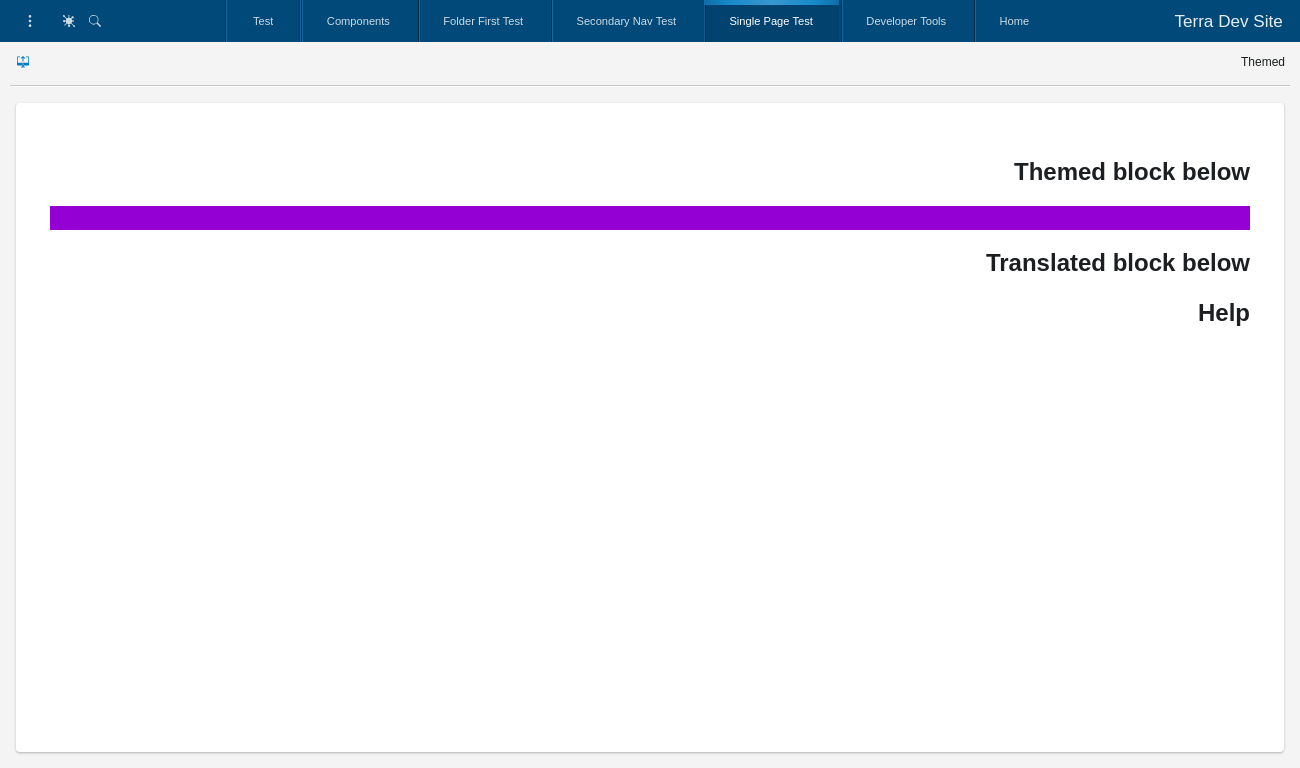 Test
Components
Folder First Test
Secondary Nav Test
Single Page Test
Developer Tools
Home
Terra Dev Site
Themed
Themed block below
Translated block below
Help